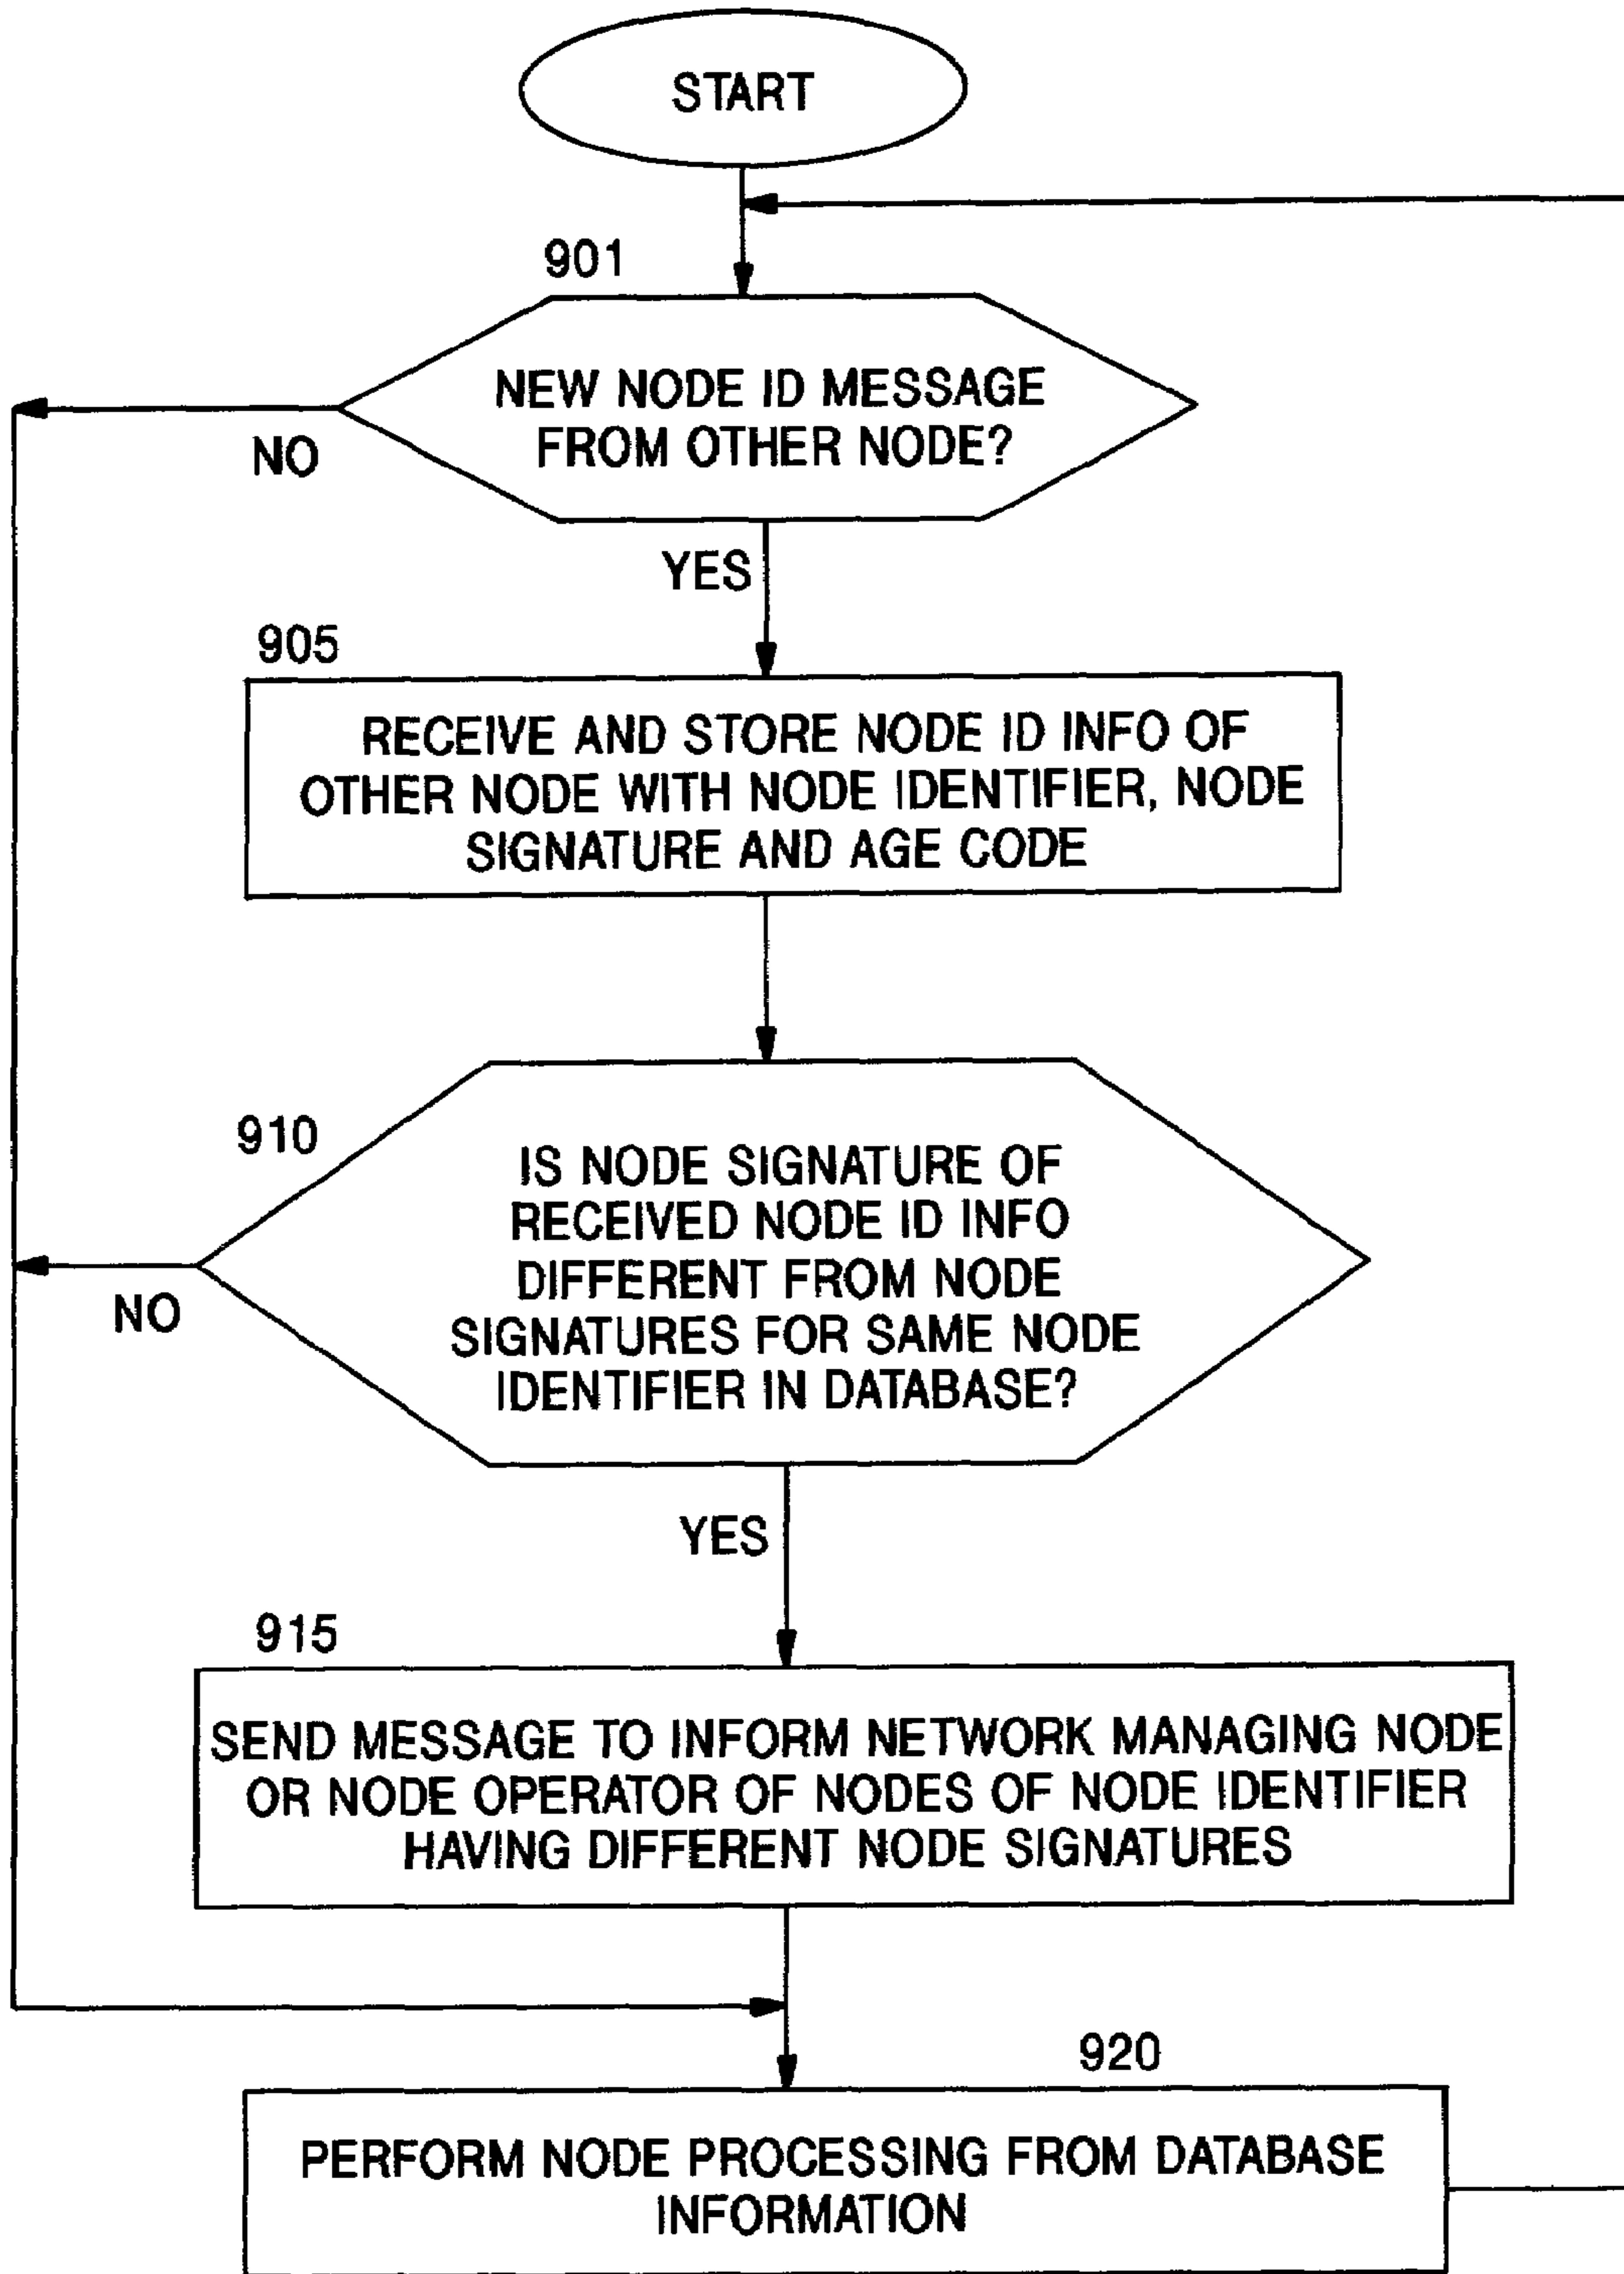 START
901
NEW NODE ID MESSAGE
FROM OTHER NODE?
NO
YES
905
RECEIVE AND STORE NODE ID INFO OF
OTHER NODE WITH NODE IDENTIFIER, NODE
SIGNATURE AND AGE CODE
910
IS NODE SIGNATURE OF
RECEIVED NODE ID INFO
DIFFERENT FROM NODE
SIGNATURES FOR SAME NODE
IDENTIFIER IN DATABASE?
NO
YES
915
SEND MESSAGE TO INFORM NETWORK MANAGING NODE
OR NODE OPERATOR OF NODES OF NODE IDENTIFIER
HAVING DIFFERENT NODE SIGNATURES
920
PERFORM NODE PROCESSING FROM DATABASE
INFORMATION